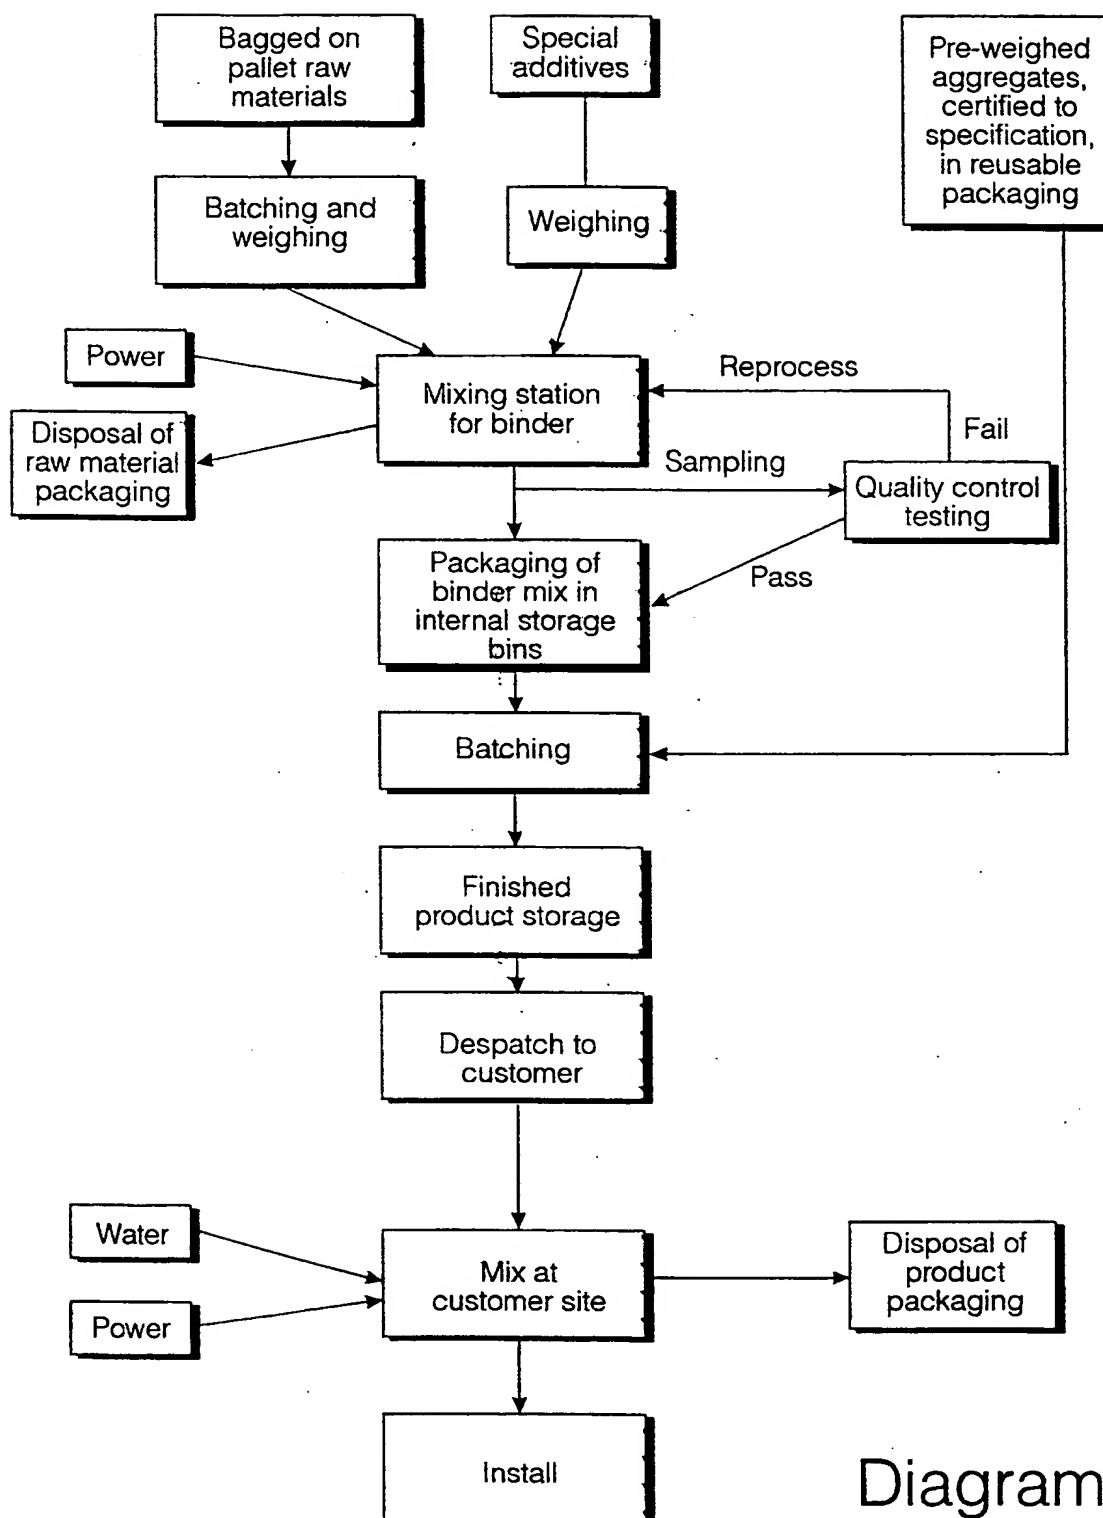 Bagged on
pallet raw
materials
Special
additives
Pre-weighed
aggregates,
certified to
specification,
in reusable
packaging
Batching and
weighing
Weighing
Power
Mixing station
for binder
Reprocess
Fail
Disposal of
raw material
packaging
Sampling
Quality control
testing
Packaging of
binder mix in
internal storage
bins
Pass
Batching
Finished
product storage
Despatch to
customer
Water
Power
Mix at
customer site
Disposal of
product
packaging
Install
Diagram